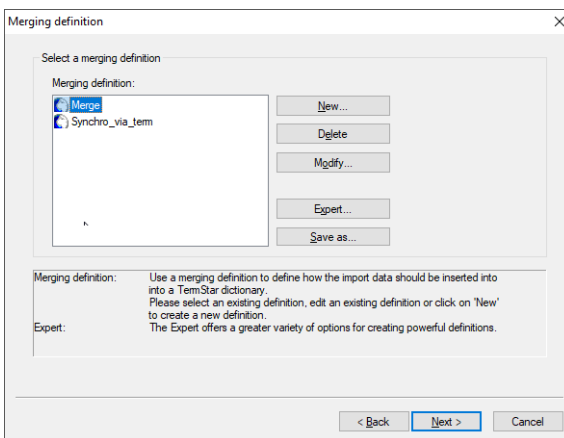 Merging definition
Select a merging definition
Merging definition:
Merge
Synchro_via_term
New...
Delete
Modify...
Expert...
Save as...
Merging definition: Use a merging definition to define how the import data should be inserted into
into a TermStar dictionary.
Please select an existing definition, edit an existing definition or click on 'New'
to create a new definition.
Expert: The Expert offers a greater variety of options for creating powerful definitions.
< Back Next > Cancel